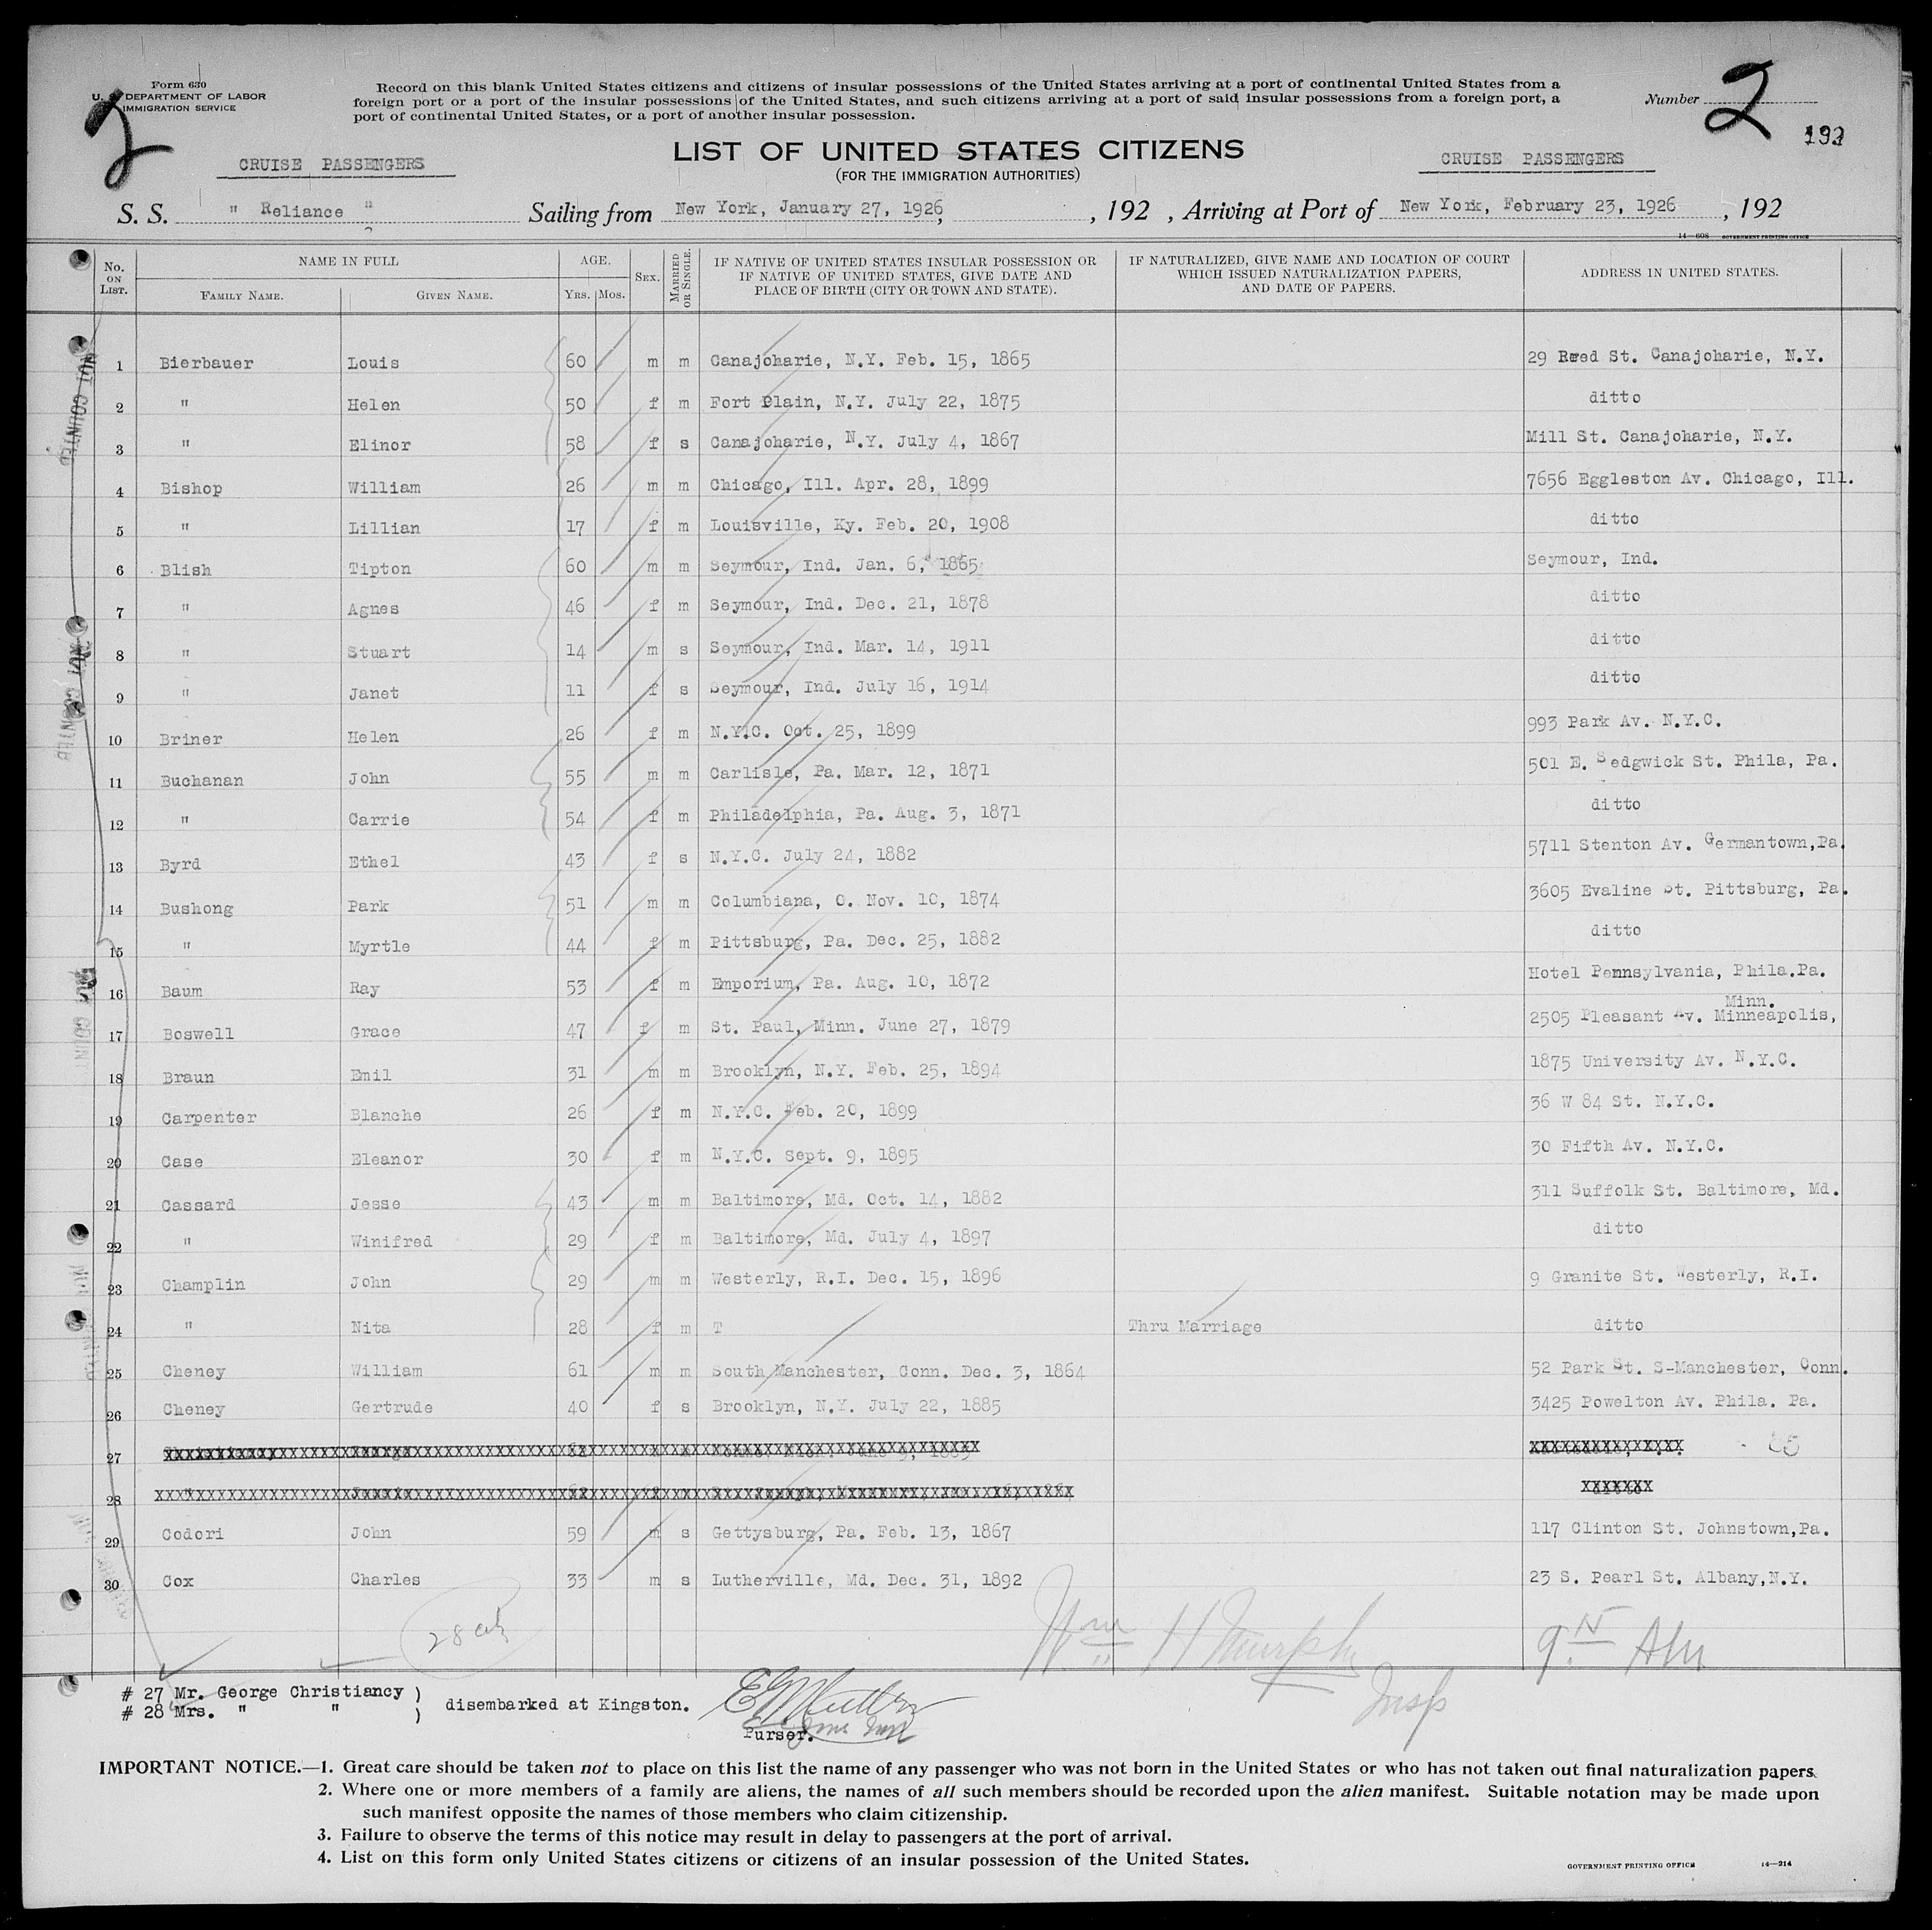 Form 630
U. S. DEPARTMENT OF LABOR
IMMIGRATION SERVICE
Record on this blank United States citizens and citizens of insular possessions of the United States arriving at a port of continental United States from a
foreign port or a port of the insular possessions of the United States, and such citizens arriving at a port of said insular possessions from a foreign port, a
port of continental United States, or a port of another insular possession.
Number 2
2
CRUISE PASSENGERS
LIST OF UNITED STATES CITIZENS
(FOR THE IMMIGRATION AUTHORITIES)
CRUISE PASSENGERS
S. S. " Reliance " Sailing from New York, January 27, 1926, , 192 , Arriving at Port of New York, February 23, 1926 , 192
14—608 GOVERNMENT PRINTING OFFICE
No. ON LIST. NAME IN FULL AGE. SEX. MARRIED OR SINGLE. IF NATIVE OF UNITED STATES INSULAR POSSESSION OR IF NATIVE OF UNITED STATES, GIVE DATE AND PLACE OF BIRTH (CITY OR TOWN AND STATE). IF NATURALIZED, GIVE NAME AND LOCATION OF COURT WHICH ISSUED NATURALIZATION PAPERS, AND DATE OF PAPERS. ADDRESS IN UNITED STATES.
FAMILY NAME. GIVEN NAME. YRS. MOS.
1 Bierbauer Louis 60 m m Canajoharie, N.Y. Feb. 15, 1865 29 Reed St. Canajoharie, N.Y.
2 " Helen 50 f m Fort Plain, N.Y. July 22, 1875 ditto
3 " Elinor 58 f s Canajoharie, N.Y. July 4, 1867 Mill St. Canajoharie, N.Y.
4 Bishop William 26 m m Chicago, Ill. Apr. 28, 1899 7656 Eggleston Av. Chicago, Ill.
5 " Lillian 17 f m Louisville, Ky. Feb. 20, 1908 ditto
6 Blish Tipton 60 m m Seymour, Ind. Jan. 6, 1865 Seymour, Ind.
7 " Agnes 46 f m Seymour, Ind. Dec. 21, 1878 ditto
8 " Stuart 14 m s Seymour, Ind. Mar. 14, 1911 ditto
9 " Janet 11 f s Seymour, Ind. July 16, 1914 ditto
10 Briner Helen 26 f m N.Y.C. Oct. 25, 1899 993 Park Av. N.Y.C.
11 Buchanan John 55 m m Carlisle, Pa. Mar. 12, 1871 501 E. Sedgwick St. Phila, Pa.
12 " Carrie 54 f m Philadelphia, Pa. Aug. 3, 1871 ditto
13 Byrd Ethel 43 f s N.Y.C. July 24, 1882 5711 Stenton Av. Germantown,Pa.
14 Bushong Park 51 m m Columbiana, O. Nov. 10, 1874 3605 Evaline St. Pittsburg, Pa.
15 " Myrtle 44 f m Pittsburg, Pa. Dec. 25, 1882 ditto
16 Baum Ray 53 f m Emporium, Pa. Aug. 10, 1872 Hotel Pennsylvania, Phila.Pa.
Minn.
17 Boswell Grace 47 f m St. Paul, Minn. June 27, 1879 2505 Pleasant Av. Minneapolis,
18 Braun Emil 31 m m Brooklyn, N.Y. Feb. 25, 1894 1875 University Av. N.Y.C.
19 Carpenter Blanche 26 f m N.Y.C. Feb. 20, 1899 36 W 84 St. N.Y.C.
20 Case Eleanor 30 f m N.Y.C. Sept. 9, 1895 30 Fifth Av. N.Y.C.
21 Cassard Jesse 43 m m Baltimore, Md. Oct. 14, 1882 311 Suffolk St. Baltimore, Md.
22 " Winifred 29 f m Baltimore, Md. July 4, 1897 ditto
23 Champlin John 29 m m Westerly, R.I. Dec. 15, 1896 9 Granite St. Westerly, R.I.
24 " Nita 28 f m T Thru Marriage ditto
25 Cheney William 61 m m South Manchester, Conn. Dec. 3, 1864 52 Park St. S-Manchester, Conn.
26 Cheney Gertrude 40 f s Brooklyn, N.Y. July 22, 1885 3425 Powelton Av. Phila. Pa.
27
28
29 Codori John 59 m s Gettysburg, Pa. Feb. 13, 1867 117 Clinton St. Johnstown,Pa.
30 Cox Charles 33 m s Lutherville, Md. Dec. 31, 1892 23 S. Pearl St. Albany,N.Y.
Wm H Murphy
Insp
# 27 Mr. George Christiancy )
# 28 Mrs. " " ) disembarked at Kingston.
Purser.
IMPORTANT NOTICE.—1. Great care should be taken not to place on this list the name of any passenger who was not born in the United States or who has not taken out final naturalization papers.
2. Where one or more members of a family are aliens, the names of all such members should be recorded upon the alien manifest. Suitable notation may be made upon
such manifest opposite the names of those members who claim citizenship.
3. Failure to observe the terms of this notice may result in delay to passengers at the port of arrival.
4. List on this form only United States citizens or citizens of an insular possession of the United States.
GOVERNMENT PRINTING OFFICE 14—214
NOT COUNTED
NOT COUNTED